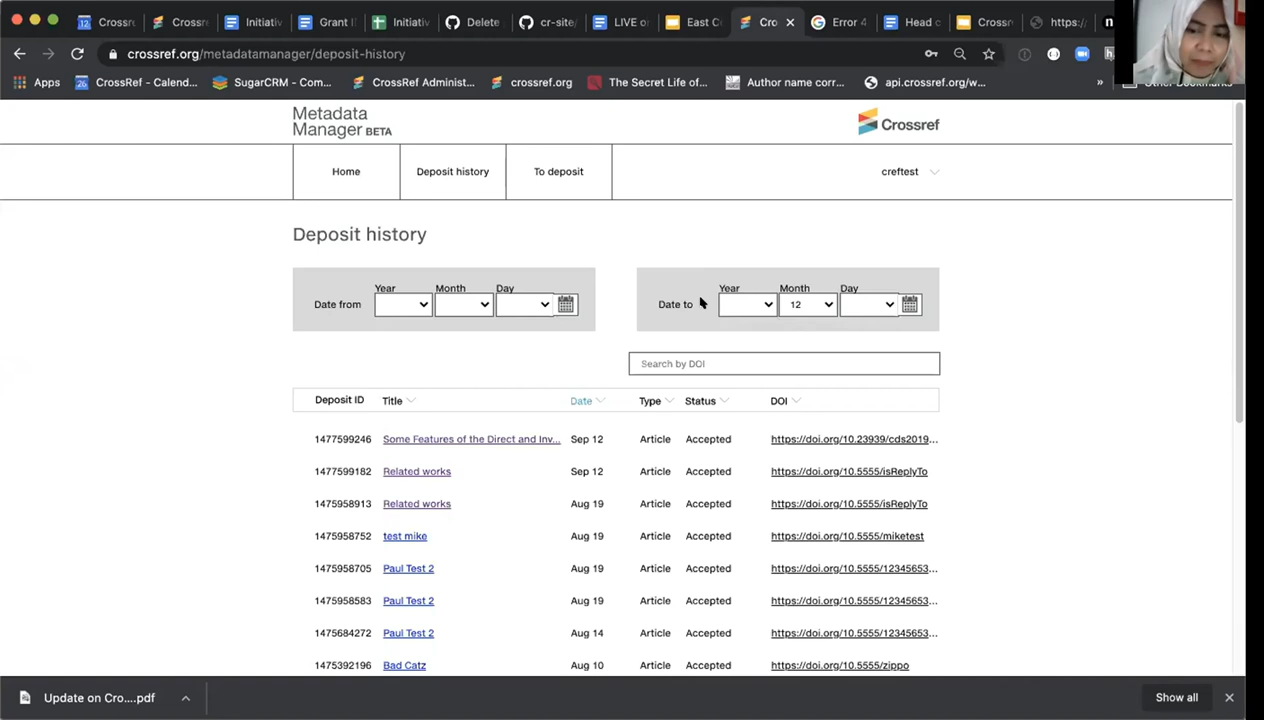 Crossre
Crossre
Initiativ
Grant I
Initiativ
Delete
cr-site/
LIVE o
East C
Cro
Error 4
Head c
Crossr
https:/
crossref.org/metadatamanager/deposit-history
Apps
CrossRef - Calend...
SugarCRM - Com...
CrossRef Administ...
crossref.org
The Secret Life of...
Author name corr...
api.crossref.org/w...
»
Other Bookmarks
Metadata
Manager BETA
Crossref
Home
Deposit history
To deposit
creftest
Deposit history
Date from
Year
Month
Day
Date to
Year
Month
Day
12
Search by DOI
Deposit ID Title Date Type Status DOI
1477599246 Some Features of the Direct and Inv... Sep 12 Article Accepted https://doi.org/10.23939/cds2019...
1477599182 Related works Sep 12 Article Accepted https://doi.org/10.5555/isReplyTo
1475958913 Related works Aug 19 Article Accepted https://doi.org/10.5555/isReplyTo
1475958752 test mike Aug 19 Article Accepted https://doi.org/10.5555/miketest
1475958705 Paul Test 2 Aug 19 Article Accepted https://doi.org/10.5555/12345653...
1475958583 Paul Test 2 Aug 19 Article Accepted https://doi.org/10.5555/12345653...
1475684272 Paul Test 2 Aug 14 Article Accepted https://doi.org/10.5555/12345653...
1475392196 Bad Catz Aug 10 Article Accepted https://doi.org/10.5555/zippo
Update on Cro....pdf
Show all